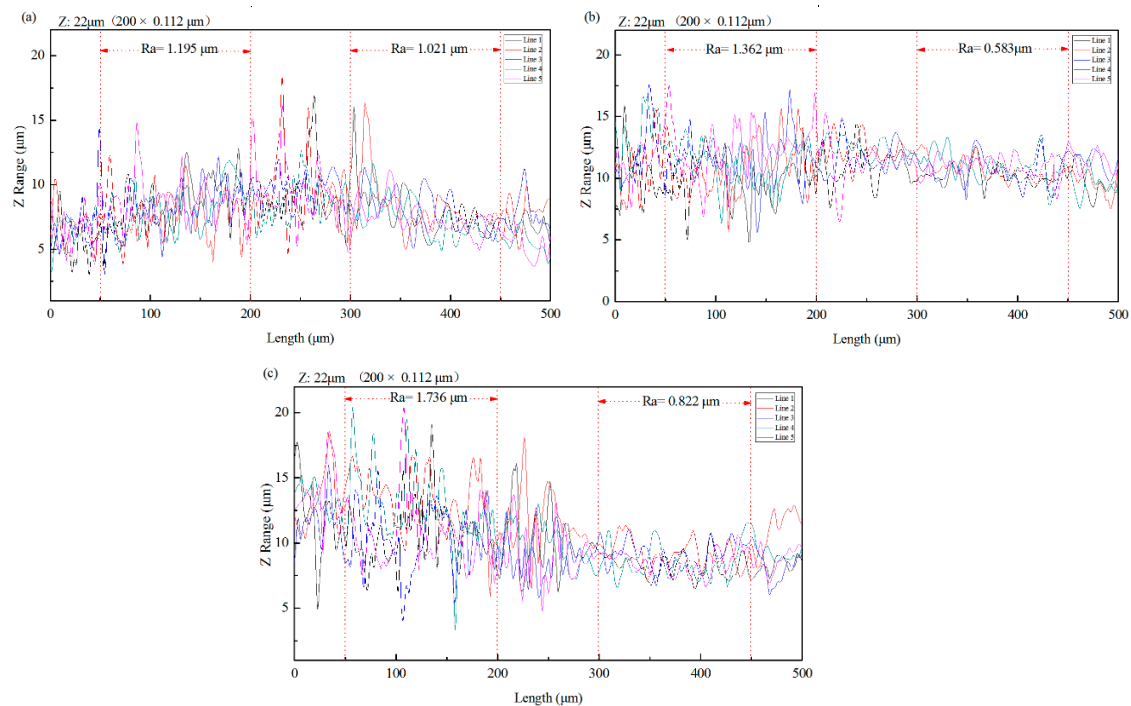 (a)
Z: 22μm (200 × 0.112 μm)
Ra= 1.195 μm
Ra= 1.021 μm
Line 1
Line 2
Line 3
Line 4
Line 5
20
15
10
5
Z Range (μm)
0 100 200 300 400 500
Length (μm)
(b)
Z: 22μm (200 × 0.112μm)
Ra= 1.362 μm
Ra= 0.583μm
Line 1
Line 2
Line 3
Line 4
Line 5
20
15
10
5
0
Z Range (μm)
0 100 200 300 400 500
Length (μm)
(c)
Z: 22μm (200 × 0.112 μm)
Ra= 1.736 μm
Ra= 0.822 μm
Line 1
Line 2
Line 3
Line 4
Line 5
20
15
10
5
Z Range (μm)
0 100 200 300 400 500
Length (μm)